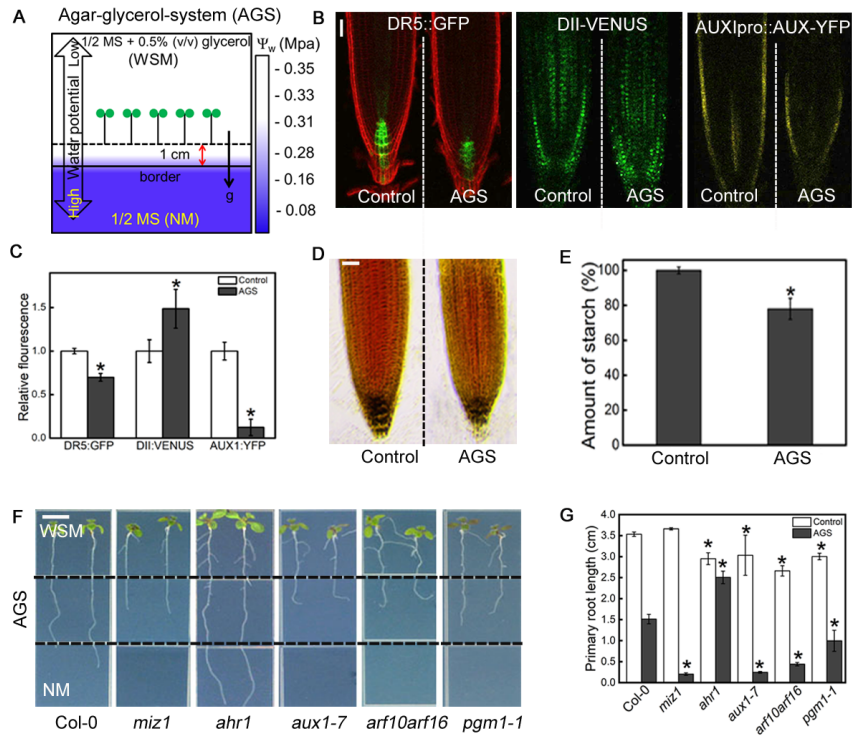 A
Agar-glycerol-system (AGS)
1/2 MS + 0.5% (v/v) glycerol
(WSM)
High Water potential Low
1 cm
border
g
1/2 MS (NM)
Ψw (Mpa)
- 0.35
- 0.33
- 0.31
- 0.28
- 0.16
- 0.08
B
DR5::GFP
DII-VENUS
AUXIpro::AUX-YFP
Control
AGS
Control
AGS
Control
AGS
C
Relative flourescence
1.5
1.0
0.5
0.0
Control
AGS
*
*
*
DR5:GFP
DII:VENUS
AUX1:YFP
D
Control
AGS
E
Amount of starch (%)
100
80
60
40
20
0
*
Control
AGS
F
WSM
AGS
NM
Col-0
miz1
ahr1
aux1-7
arf10arf16
pgm1-1
G
Primary root length (cm)
4.0
3.5
3.0
2.5
2.0
1.5
1.0
0.5
0.0
Control
AGS
*
*
*
*
*
*
*
*
*
Col-0
miz1
ahr1
aux1-7
arf10arf16
pgm1-1